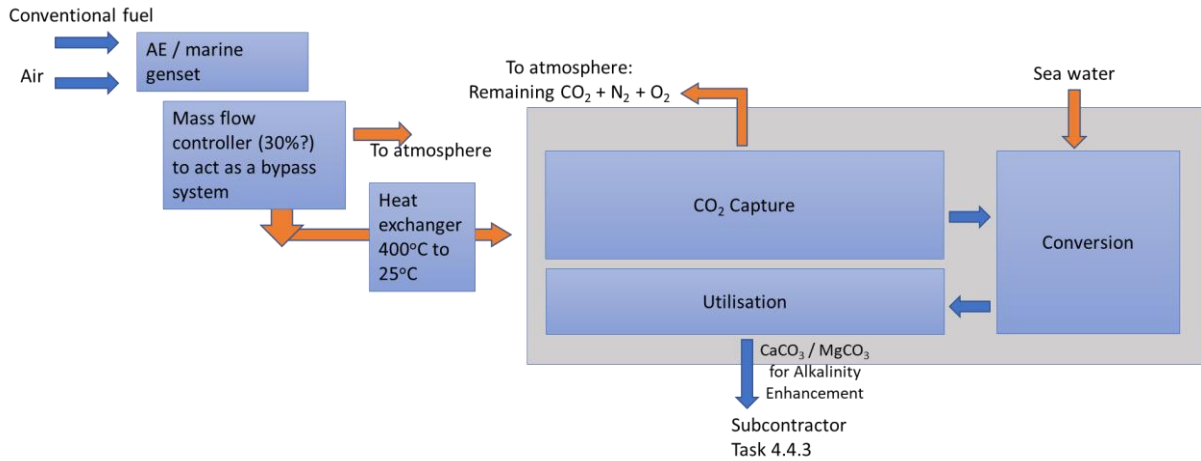 Conventional fuel
Air
AE / marine
genset
Mass flow
controller (30%?)
to act as a bypass
system
To atmosphere
Heat
exchanger
400°C to
25°C
To atmosphere:
Remaining CO₂ + N₂ + O₂
Sea water
CO₂ Capture
Conversion
Utilisation
CaCO₃ / MgCO₃
for Alkalinity
Enhancement
Subcontractor
Task 4.4.3